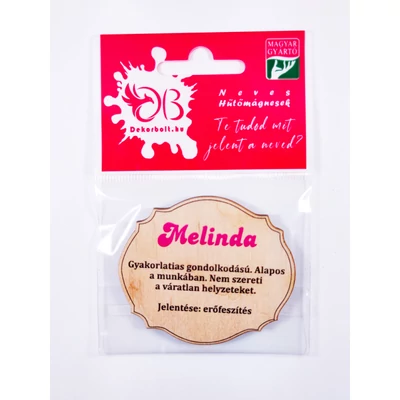 MAGYAR
GYÁRTÓ
DB
Dekorbolt.hu
Neves
Hűtőmágnesek
Te tudod mit
jelent a neved?
Melinda
Gyakorlatias gondolkodású. Alapos
a munkában. Nem szereti
a váratlan helyzeteket.
Jelentése: erőfeszítés